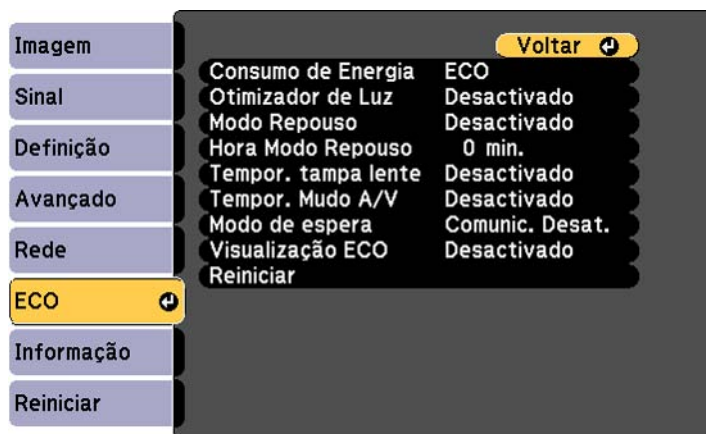 Imagem
Sinal
Definição
Avançado
Rede
ECO
Informação
Reiniciar
Voltar
Consumo de Energia ECO
Otimizador de Luz Desactivado
Modo Repouso Desactivado
Hora Modo Repouso 0 min.
Tempor. tampa lente Desactivado
Tempor. Mudo A/V Desactivado
Modo de espera Comunic. Desat.
Visualização ECO Desactivado
Reiniciar